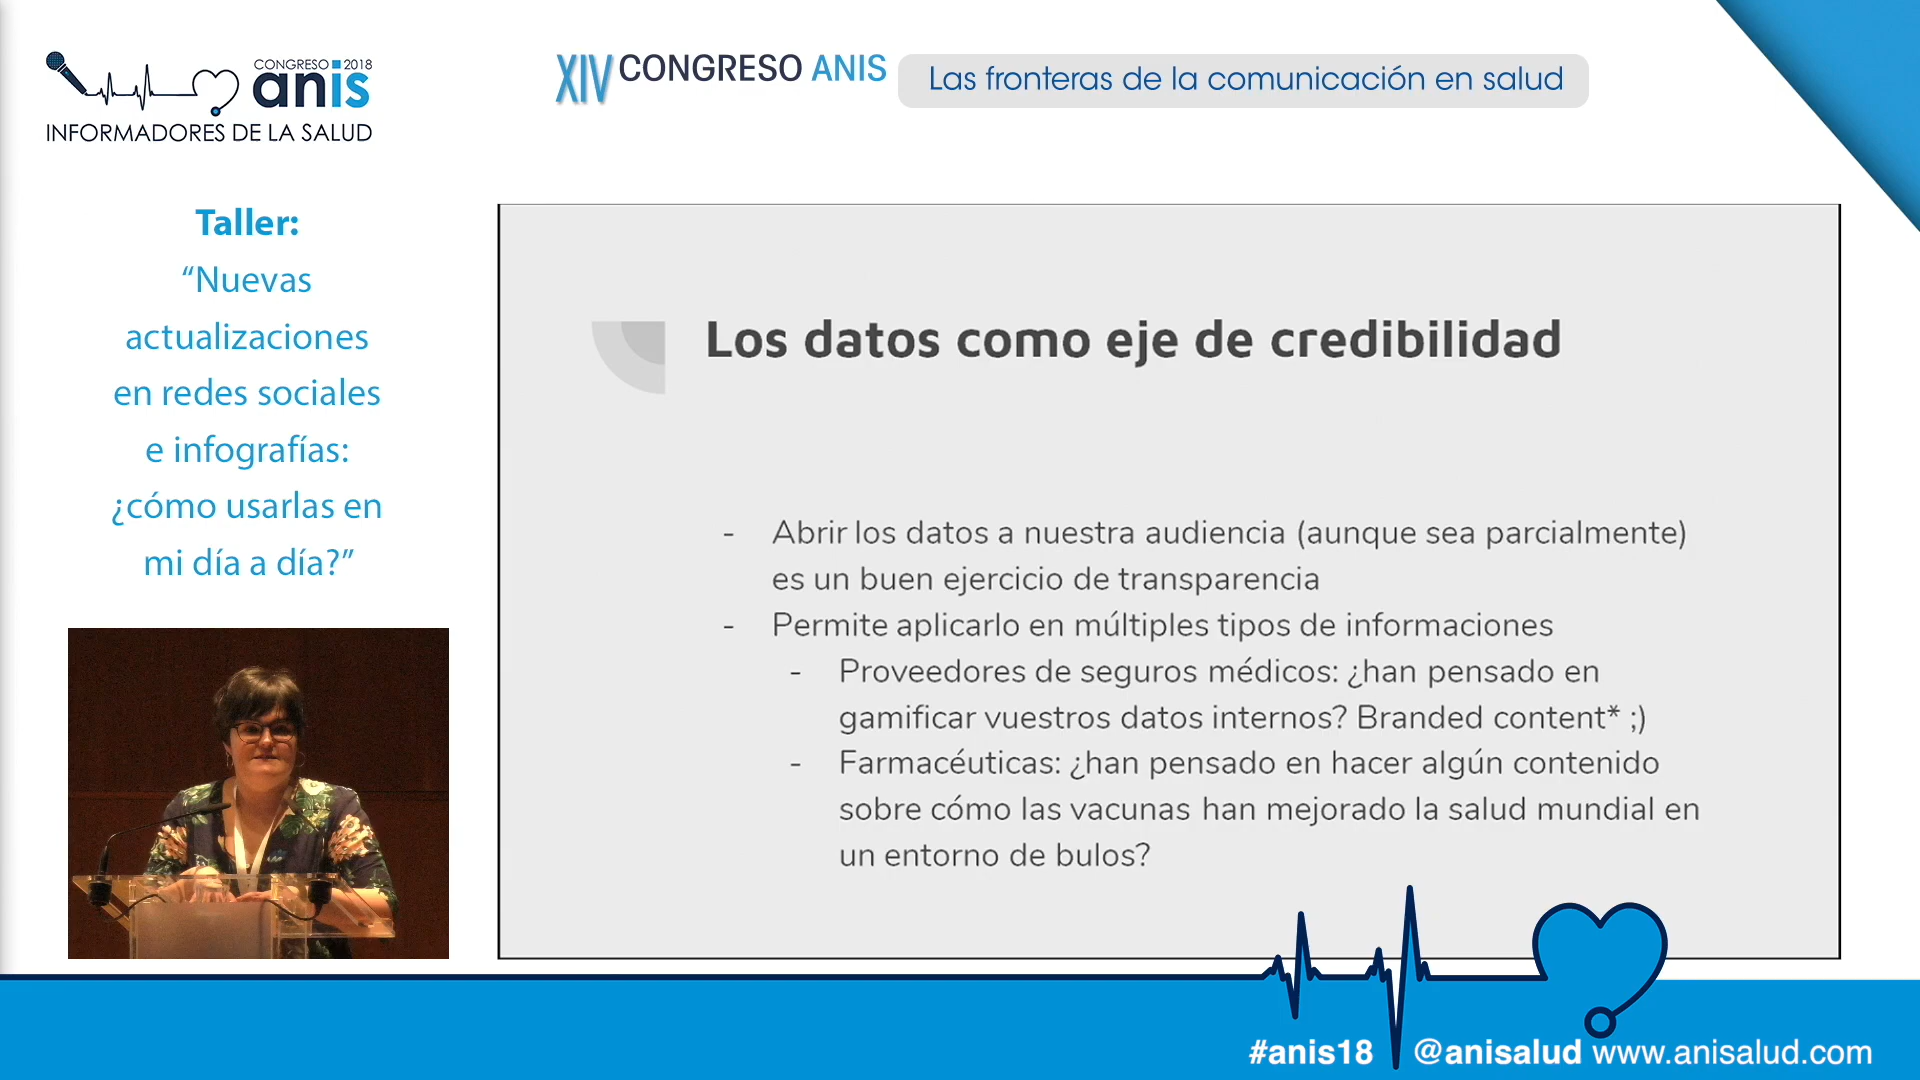 CONGRESO 2018
anis
INFORMADORES DE LA SALUD
XIV CONGRESO ANIS
Las fronteras de la comunicación en salud
Taller:
“Nuevas
actualizaciones
en redes sociales
e infografías:
¿cómo usarlas en
mi día a día?”
Los datos como eje de credibilidad
- Abrir los datos a nuestra audiencia (aunque sea parcialmente)
es un buen ejercicio de transparencia
- Permite aplicarlo en múltiples tipos de informaciones
- Proveedores de seguros médicos: ¿han pensado en
gamificar vuestros datos internos? Branded content* ;)
- Farmacéuticas: ¿han pensado en hacer algún contenido
sobre cómo las vacunas han mejorado la salud mundial en
un entorno de bulos?
#anis18 @anisalud www.anisalud.com